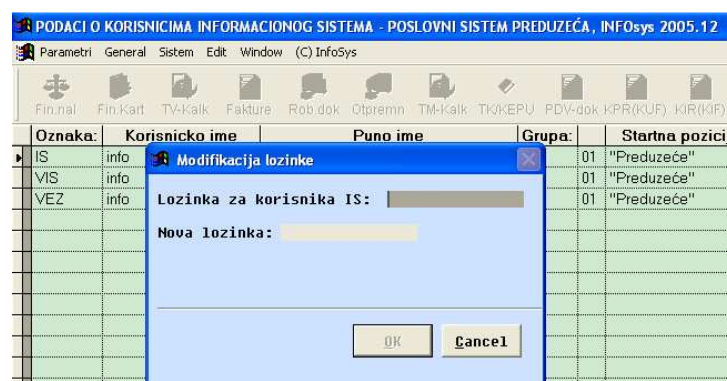 PODACI O KORISNICIMA INFORMACIONOG SISTEMA - POSLOVNI SISTEM PREDUZEĆA, INFOsys 2005.12
Parametri General Sistem Edit Window (C) InfoSys
Fin.nal Fin.Kart TV-Kalk Fakture Rob.dok Otpremn TM-Kalk TK/KEPU PDV-dok KPR(KUF) KIR(KIF)
Oznaka: Korisnicko ime Puno ime Grupa: Startna pozici
IS info 01 "Preduzeće"
VIS info 01 "Preduzeće"
VEZ info 01 "Preduzeće"
Modifikacija lozinke
Lozinka za korisnika IS:
Nova lozinka:
OK Cancel